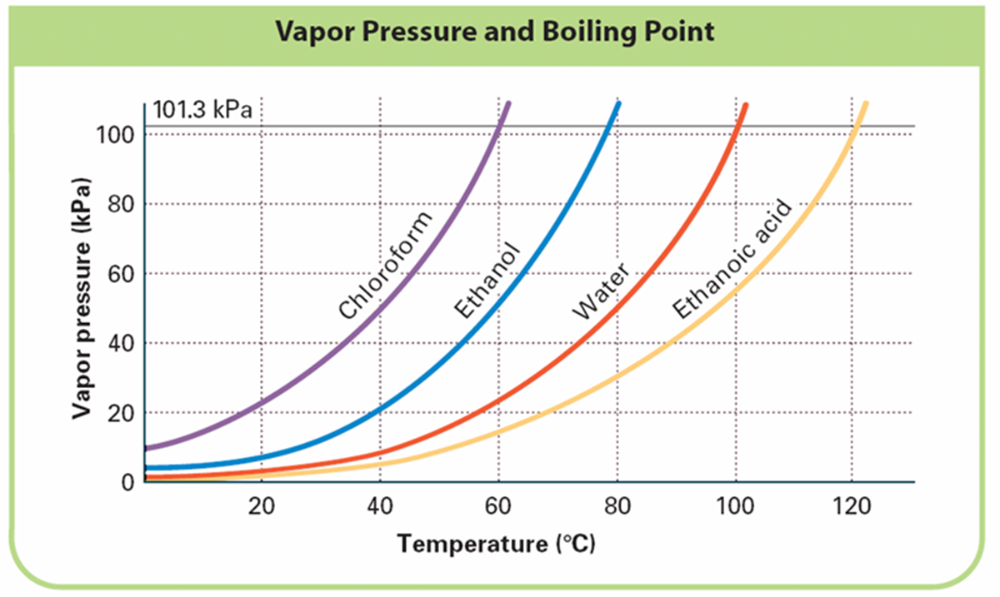 Vapor Pressure and Boiling Point
101.3 kPa
100
80
60
40
20
0
Vapor pressure (kPa)
Chloroform
Ethanol
Water
Ethanoic acid
20 40 60 80 100 120
Temperature (°C)